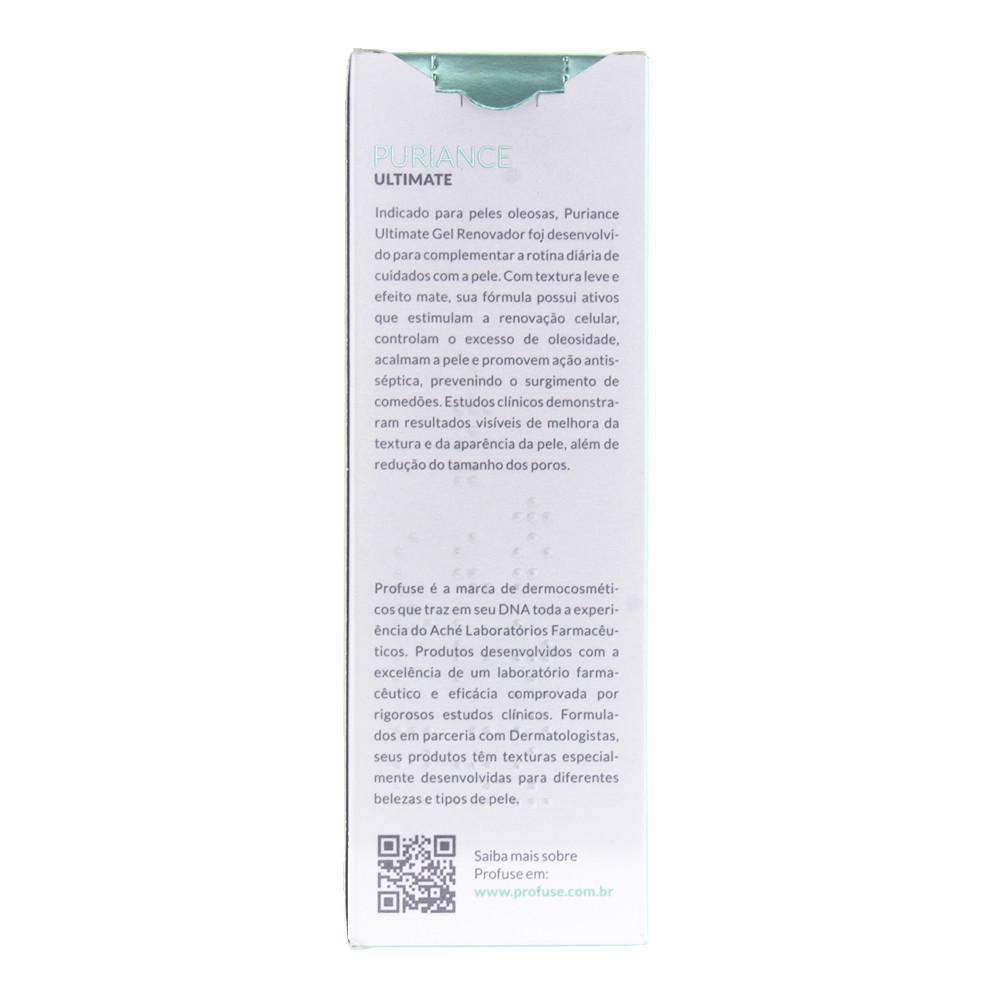 PURIANCE
ULTIMATE
Indicado para peles oleosas, Puriance
Ultimate Gel Renovador foi desenvolvi-
do para complementar a rotina diária de
cuidados com a pele. Com textura leve e
efeito mate, sua fórmula possui ativos
que estimulam a renovação celular,
controlam o excesso de oleosidade,
acalmam a pele e promovem ação antis-
séptica, prevenindo o surgimento de
comedões. Estudos clínicos demonstra-
ram resultados visíveis de melhora da
textura e da aparência da pele, além de
redução do tamanho dos poros.
Profuse é a marca de dermocosméti-
cos que traz em seu DNA toda a experi-
ência do Aché Laboratórios Farmacêu-
ticos. Produtos desenvolvidos com a
excelência de um laboratório farma-
cêutico e eficácia comprovada por
rigorosos estudos clínicos. Formula-
dos em parceria com Dermatologistas,
seus produtos têm texturas especial-
mente desenvolvidas para diferentes
belezas e tipos de pele.
Saiba mais sobre
Profuse em:
www.profuse.com.br